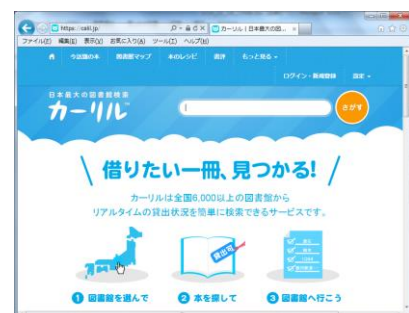 https://calil.jp/
カーリル | 日本最大の図...
ファイル(F) 編集(E) 表示(V) お気に入り(A) ツール(T) ヘルプ(H)
今話題の本 図書館マップ 本のレシピ 書評 もっと見る
ログイン・新規登録 設定
日本最大の図書館検索
カーリル
さがす
借りたい一冊、見つかる!
カーリルは全国6,000以上の図書館から
リアルタイムの貸出状況を簡単に検索できるサービスです。
貸出可
1 図書館を選んで 2 本を探して 3 図書館へ行こう